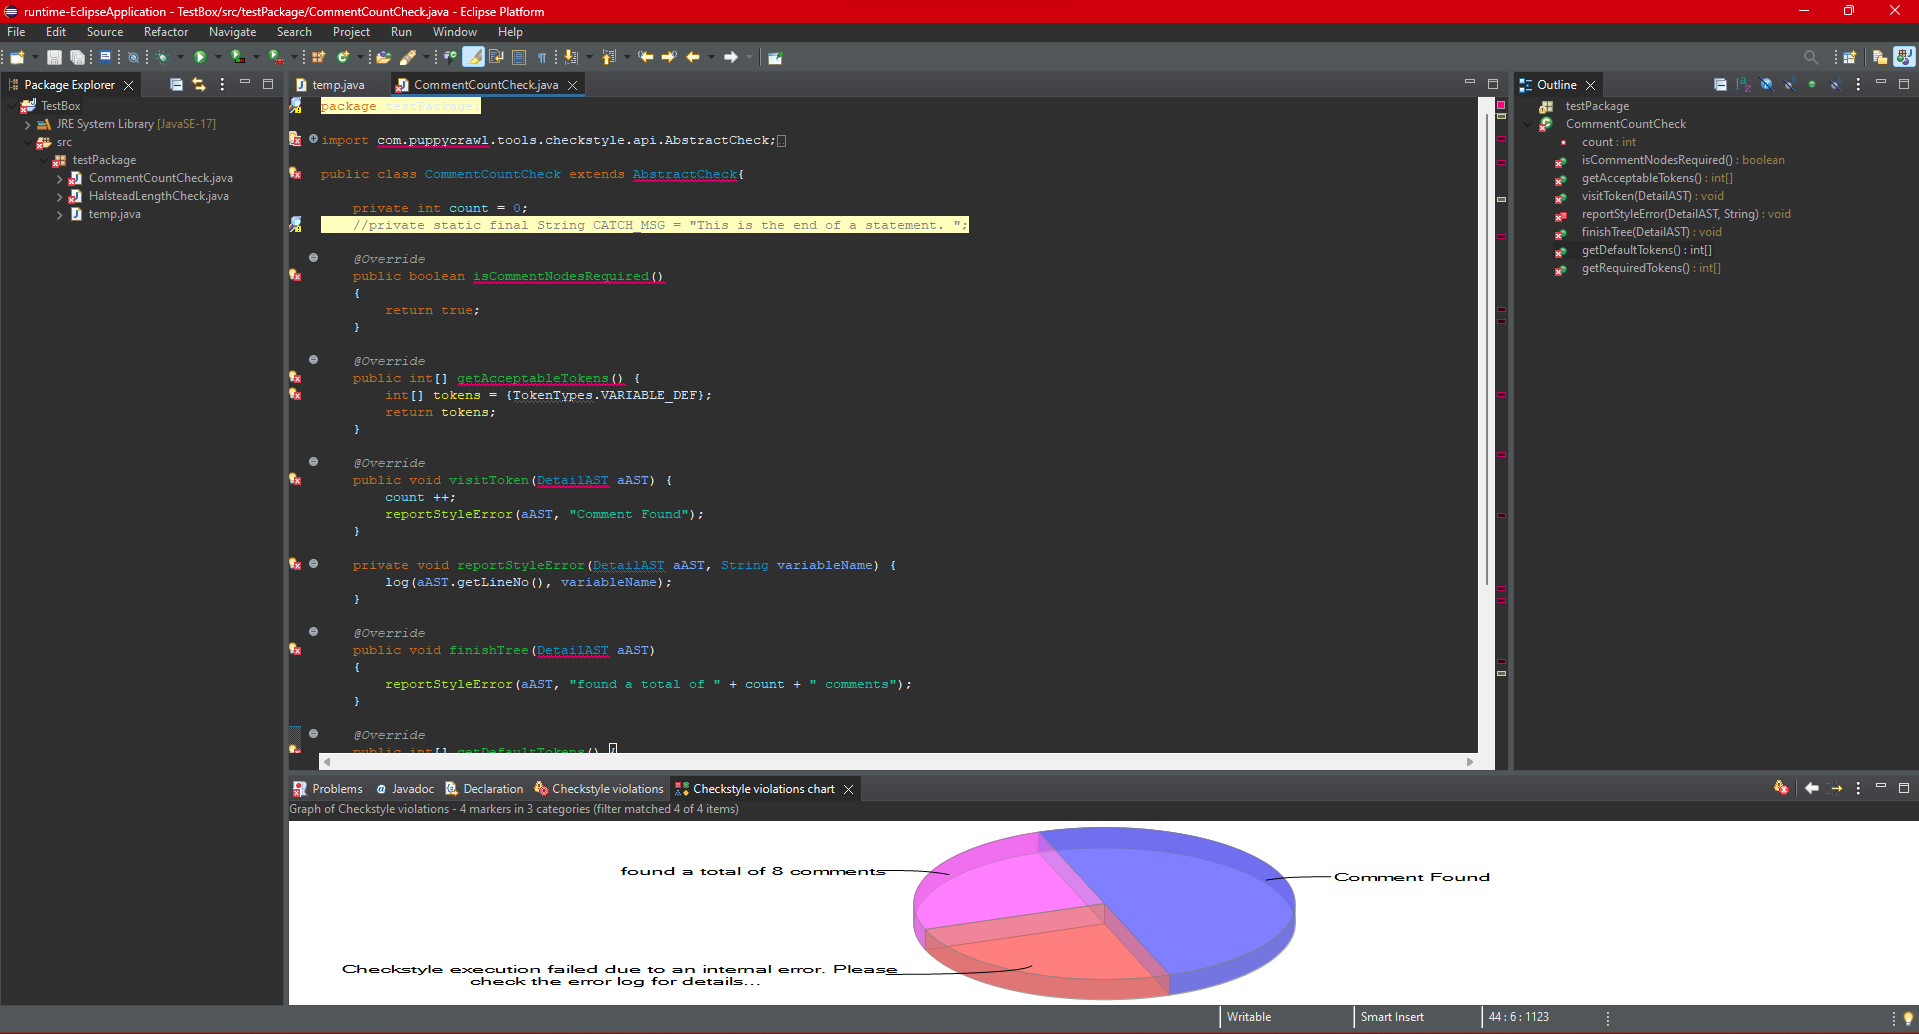 runtime-EclipseApplication - TestBox/src/testPackage/CommentCountCheck.java - Eclipse Platform
File Edit Source Refactor Navigate Search Project Run Window Help
Package Explorer
TestBox
JRE System Library [JavaSE-17]
src
testPackage
CommentCountCheck.java
HalsteadLengthCheck.java
temp.java
temp.java CommentCountCheck.java
package testPackage;
import com.puppycrawl.tools.checkstyle.api.AbstractCheck;
public class CommentCountCheck extends AbstractCheck{
private int count = 0;
//private static final String CATCH_MSG = "This is the end of a statement. ";
@Override
public boolean isCommentNodesRequired()
{
return true;
}
@Override
public int[] getAcceptableTokens() {
int[] tokens = {TokenTypes.VARIABLE_DEF};
return tokens;
}
@Override
public void visitToken(DetailAST aAST) {
count ++;
reportStyleError(aAST, "Comment Found");
}
private void reportStyleError(DetailAST aAST, String variableName) {
log(aAST.getLineNo(), variableName);
}
@Override
public void finishTree(DetailAST aAST)
{
reportStyleError(aAST, "found a total of " + count + " comments");
}
@Override
public int[] getDefaultTokens() {
Outline
testPackage
CommentCountCheck
count : int
isCommentNodesRequired() : boolean
getAcceptableTokens() : int[]
visitToken(DetailAST) : void
reportStyleError(DetailAST, String) : void
finishTree(DetailAST) : void
getDefaultTokens() : int[]
getRequiredTokens() : int[]
Problems Javadoc Declaration Checkstyle violations Checkstyle violations chart
Graph of Checkstyle violations - 4 markers in 3 categories (filter matched 4 of 4 items)
found a total of 8 comments
Comment Found
Checkstyle execution failed due to an internal error. Please
check the error log for details...
Writable Smart Insert 44 : 6 : 1123